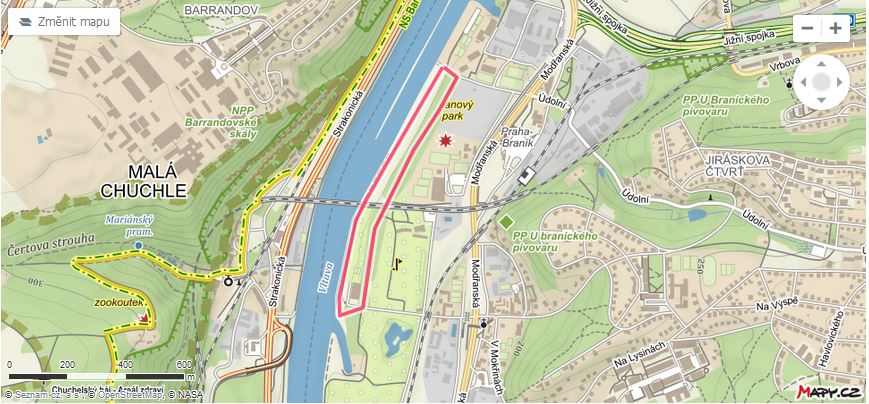 Změnit mapu
BARRANDOV
NS Bar
Jižní spojka
Jižní spojka
Vrbova
Strakonická
Modřanská
Údolní
anový
park
NPP
Barrandovské
skály
PP U Branického
pivovaru
Praha-
Braník
MALÁ
CHUCHLE
JIRÁSKOVA
ČTVRŤ
Modřanská
Mariánský
pram.
Údolní
Údolní
Čertova strouha
PP U branického
pivovaru
Vltava
Strakonická
300
250
zookoutek
Modřanská
Na Výspě
Havlovického
V Mokřinách
200
Na Lysinách
0 200 400 600
m
Chuchelský háj - Areál zdraví
© Seznam.cz, a.s., © OpenStreetMap, © NASA
MAPY.CZ